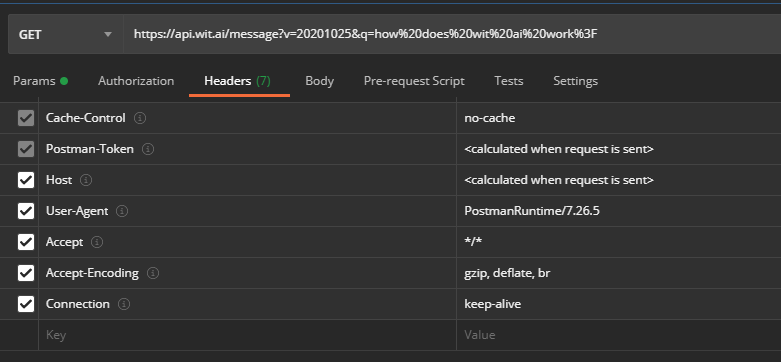 GET https://api.wit.ai/message?v=20201025&q=how%20does%20wit%20ai%20work%3F
Params Authorization Headers (7) Body Pre-request Script Tests Settings
Cache-Control no-cache
Postman-Token <calculated when request is sent>
Host <calculated when request is sent>
User-Agent PostmanRuntime/7.26.5
Accept */*
Accept-Encoding gzip, deflate, br
Connection keep-alive
Key Value